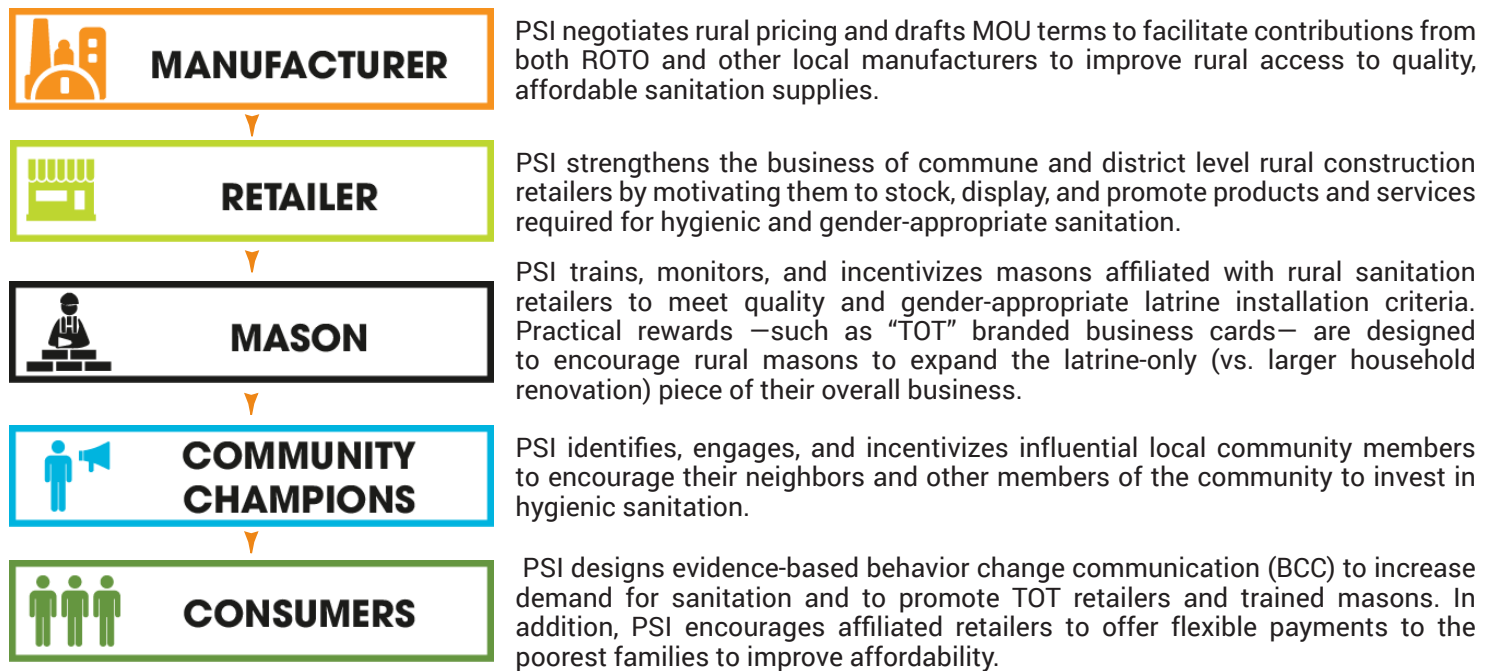 MANUFACTURER
PSI negotiates rural pricing and drafts MOU terms to facilitate contributions from
both ROTO and other local manufacturers to improve rural access to quality,
affordable sanitation supplies.
RETAILER
PSI strengthens the business of commune and district level rural construction
retailers by motivating them to stock, display, and promote products and services
required for hygienic and gender-appropriate sanitation.
MASON
PSI trains, monitors, and incentivizes masons affiliated with rural sanitation
retailers to meet quality and gender-appropriate latrine installation criteria.
Practical rewards —such as “TOT” branded business cards— are designed
to encourage rural masons to expand the latrine-only (vs. larger household
renovation) piece of their overall business.
COMMUNITY
CHAMPIONS
PSI identifies, engages, and incentivizes influential local community members
to encourage their neighbors and other members of the community to invest in
hygienic sanitation.
CONSUMERS
PSI designs evidence-based behavior change communication (BCC) to increase
demand for sanitation and to promote TOT retailers and trained masons. In
addition, PSI encourages affiliated retailers to offer flexible payments to the
poorest families to improve affordability.